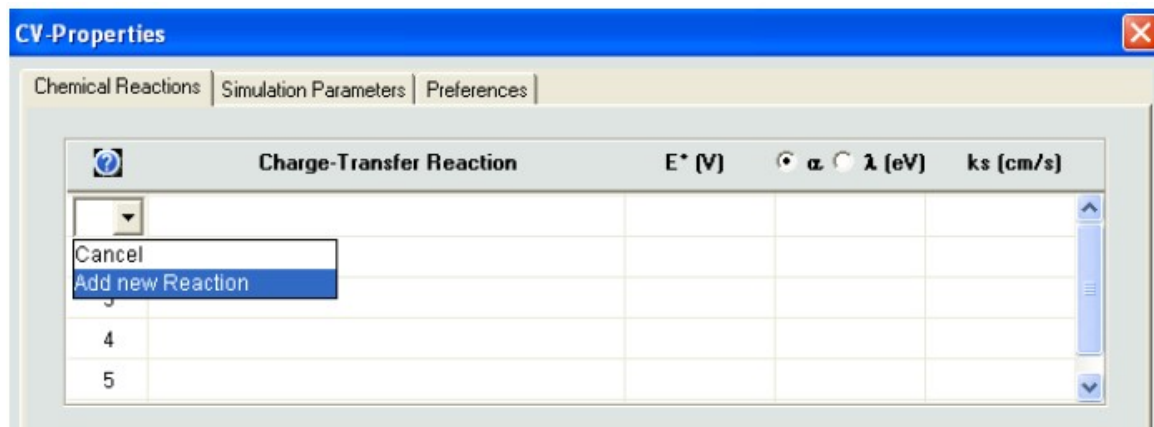 CV-Properties
Chemical Reactions Simulation Parameters Preferences
Charge-Transfer Reaction E° (V) α λ (eV) ks (cm/s)
Cancel
Add new Reaction
4
5